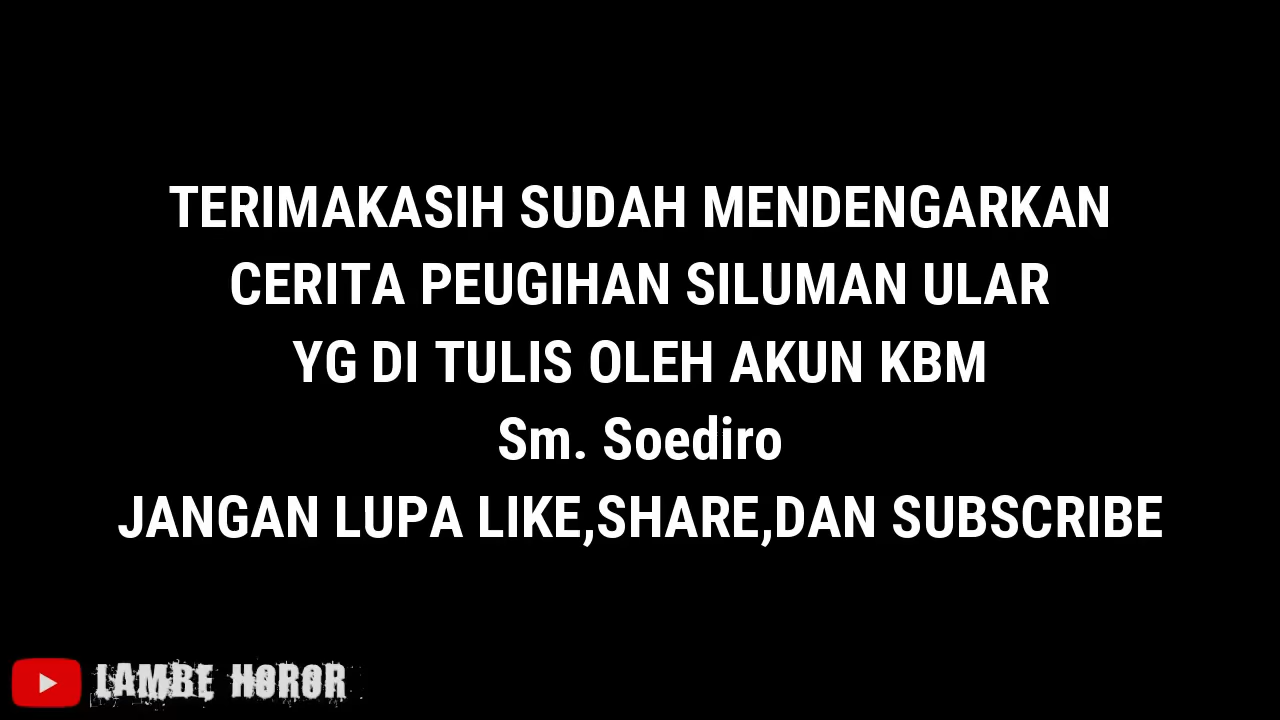 TERIMAKASIH SUDAH MENDENGARKAN
CERITA PEUGIHAN SILUMAN ULAR
YG DI TULIS OLEH AKUN KBM
Sm. Soediro
JANGAN LUPA LIKE,SHARE,DAN SUBSCRIBE
LAMBE HOROR